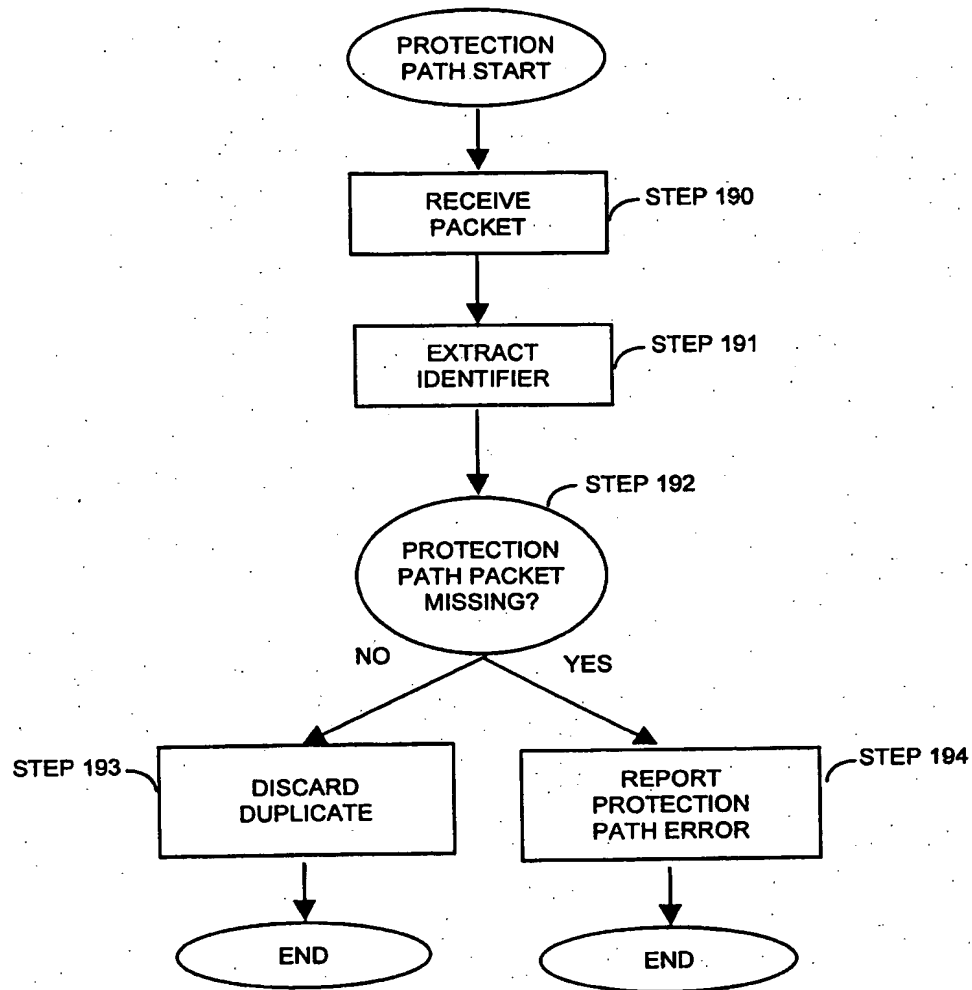 PROTECTION
PATH START
RECEIVE
PACKET
STEP 190
EXTRACT
IDENTIFIER
STEP 191
STEP 192
PROTECTION
PATH PACKET
MISSING?
NO
YES
STEP 193
DISCARD
DUPLICATE
REPORT
PROTECTION
PATH ERROR
STEP 194
END
END